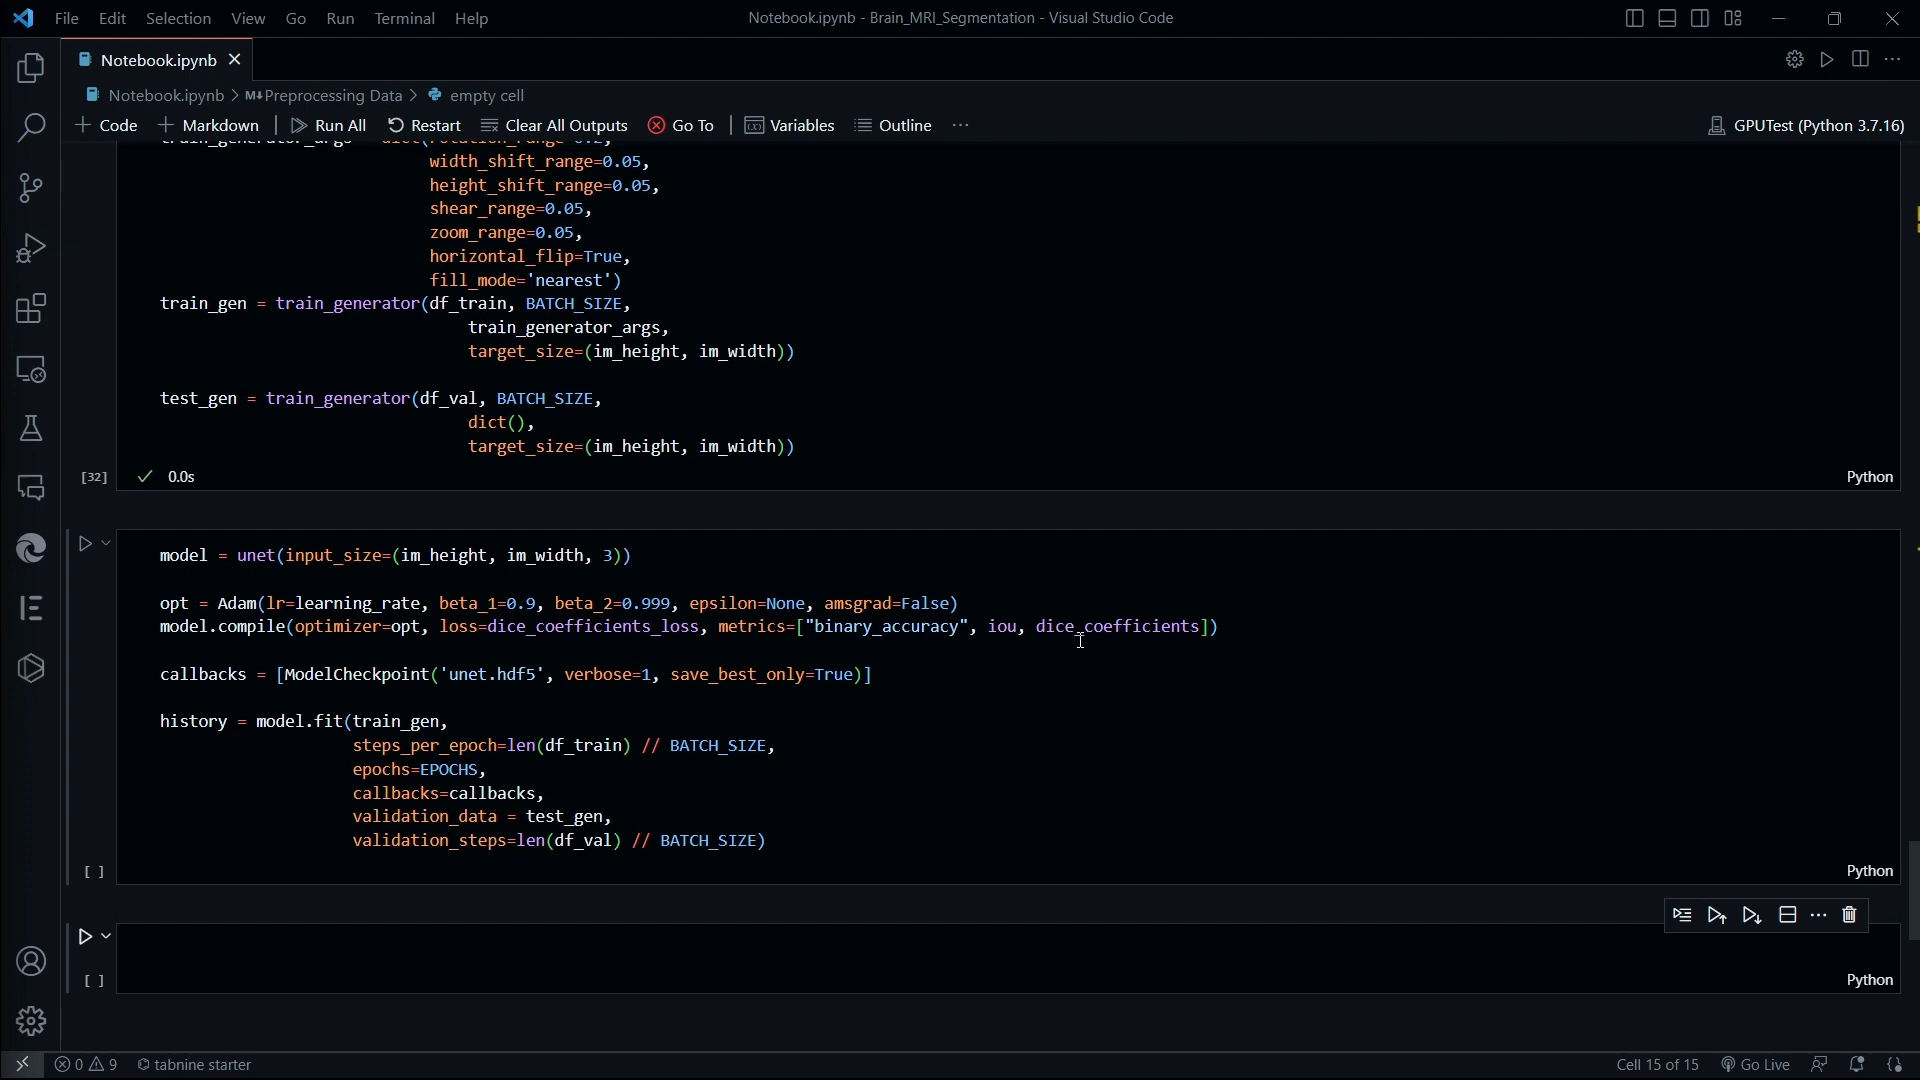 File Edit Selection View Go Run Terminal Help
Notebook.ipynb - Brain_MRI_Segmentation - Visual Studio Code
Notebook.ipynb
Notebook.ipynb > M↓Preprocessing Data > empty cell
+ Code + Markdown Run All Restart Clear All Outputs Go To Variables Outline ...
GPUTest (Python 3.7.16)
train_generator_args = dict(rotation_range=0.2,
width_shift_range=0.05,
height_shift_range=0.05,
shear_range=0.05,
zoom_range=0.05,
horizontal_flip=True,
fill_mode='nearest')
train_gen = train_generator(df_train, BATCH_SIZE,
train_generator_args,
target_size=(im_height, im_width))
test_gen = train_generator(df_val, BATCH_SIZE,
dict(),
target_size=(im_height, im_width))
[32] ✓ 0.0s
Python
model = unet(input_size=(im_height, im_width, 3))
opt = Adam(lr=learning_rate, beta_1=0.9, beta_2=0.999, epsilon=None, amsgrad=False)
model.compile(optimizer=opt, loss=dice_coefficients_loss, metrics=["binary_accuracy", iou, dice_coefficients])
callbacks = [ModelCheckpoint('unet.hdf5', verbose=1, save_best_only=True)]
history = model.fit(train_gen,
steps_per_epoch=len(df_train) // BATCH_SIZE,
epochs=EPOCHS,
callbacks=callbacks,
validation_data = test_gen,
validation_steps=len(df_val) // BATCH_SIZE)
[ ]
Python
[ ]
Python
0 9 tabnine starter
Cell 15 of 15 Go Live